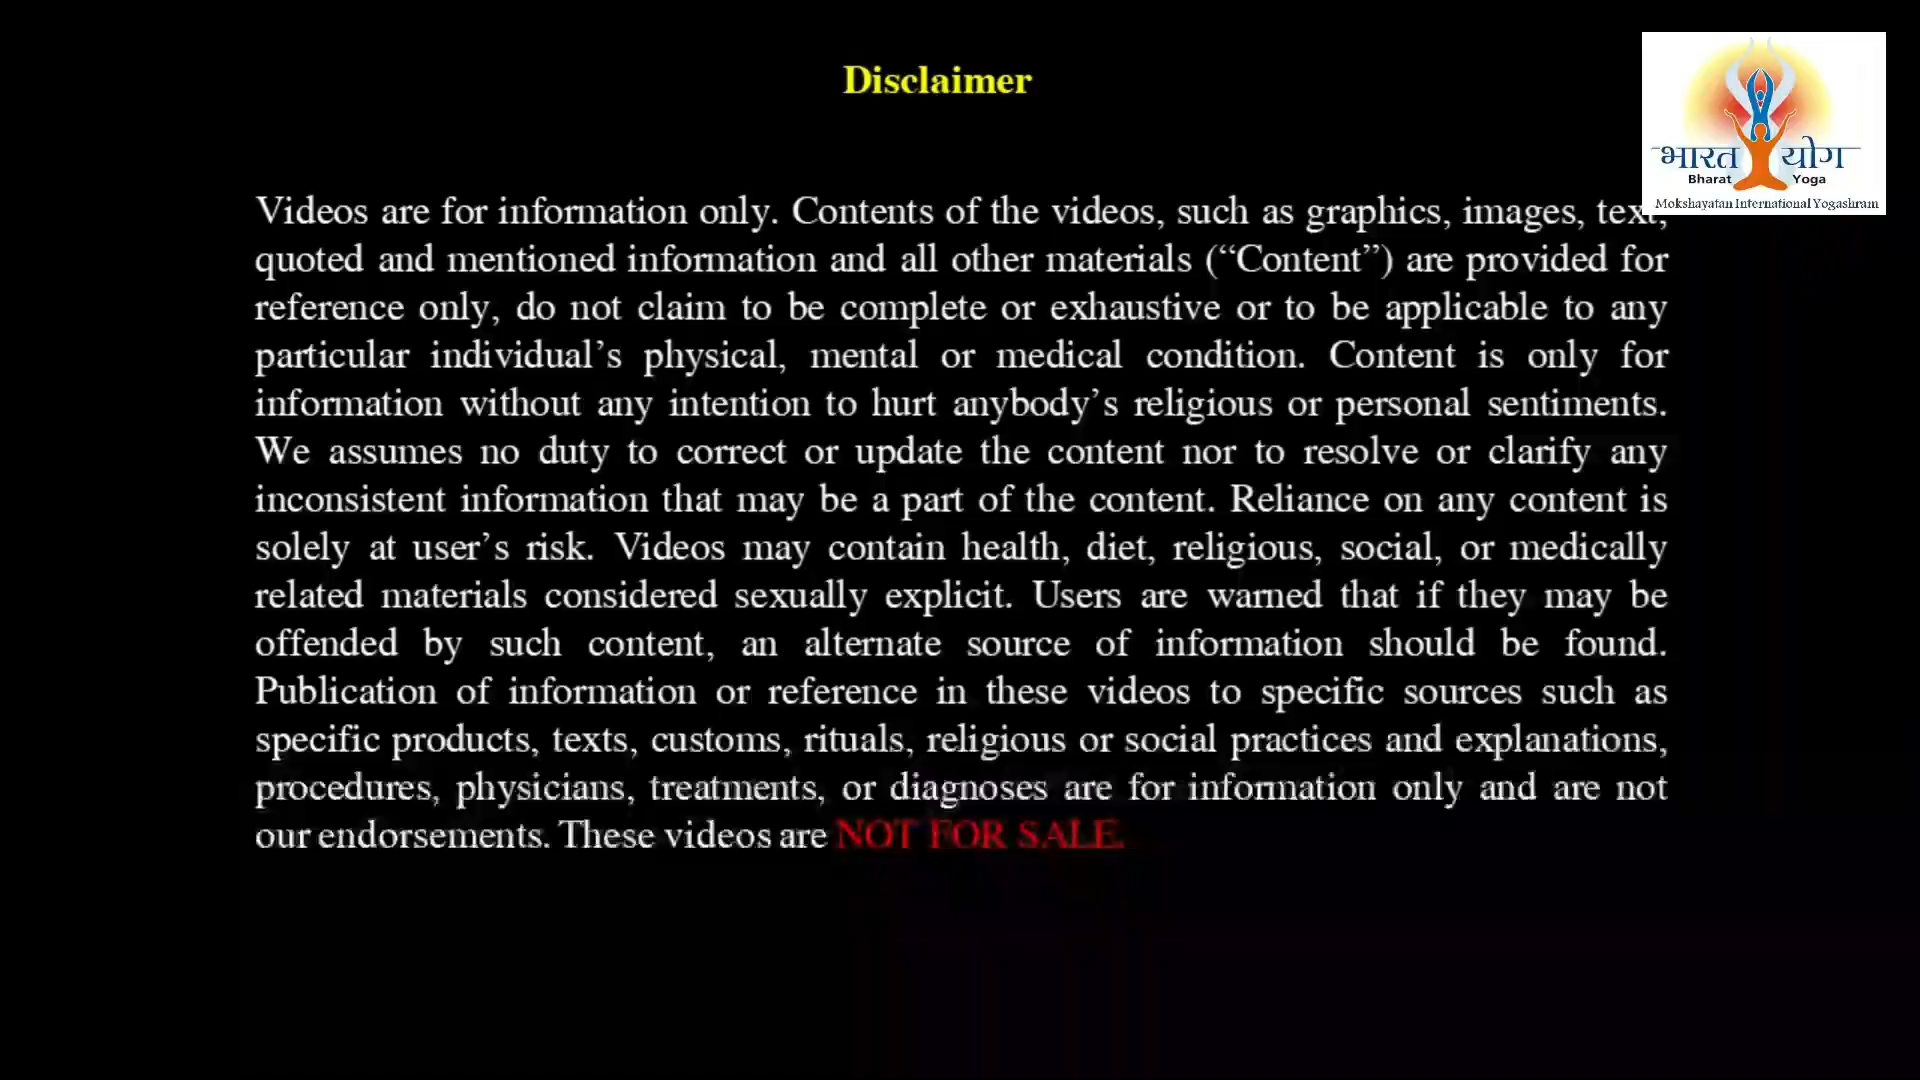 Disclaimer
भारत योग
Bharat Yoga
Mokshayatan International Yogashram
Videos are for information only. Contents of the videos, such as graphics, images, text,
quoted and mentioned information and all other materials (“Content”) are provided for
reference only, do not claim to be complete or exhaustive or to be applicable to any
particular individual’s physical, mental or medical condition. Content is only for
information without any intention to hurt anybody’s religious or personal sentiments.
We assumes no duty to correct or update the content nor to resolve or clarify any
inconsistent information that may be a part of the content. Reliance on any content is
solely at user’s risk. Videos may contain health, diet, religious, social, or medically
related materials considered sexually explicit. Users are warned that if they may be
offended by such content, an alternate source of information should be found.
Publication of information or reference in these videos to specific sources such as
specific products, texts, customs, rituals, religious or social practices and explanations,
procedures, physicians, treatments, or diagnoses are for information only and are not
our endorsements. These videos are NOT FOR SALE.